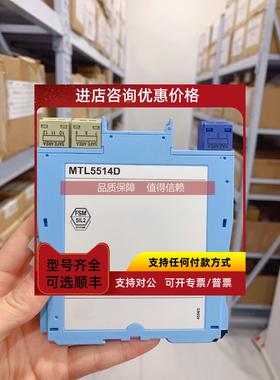 进店咨询优惠价格
MTL5514D
FSM
SIL2
品质保障 值得信赖
型号齐全
可选顺丰
支持任何付款方式
支持对公 可开专票/普票